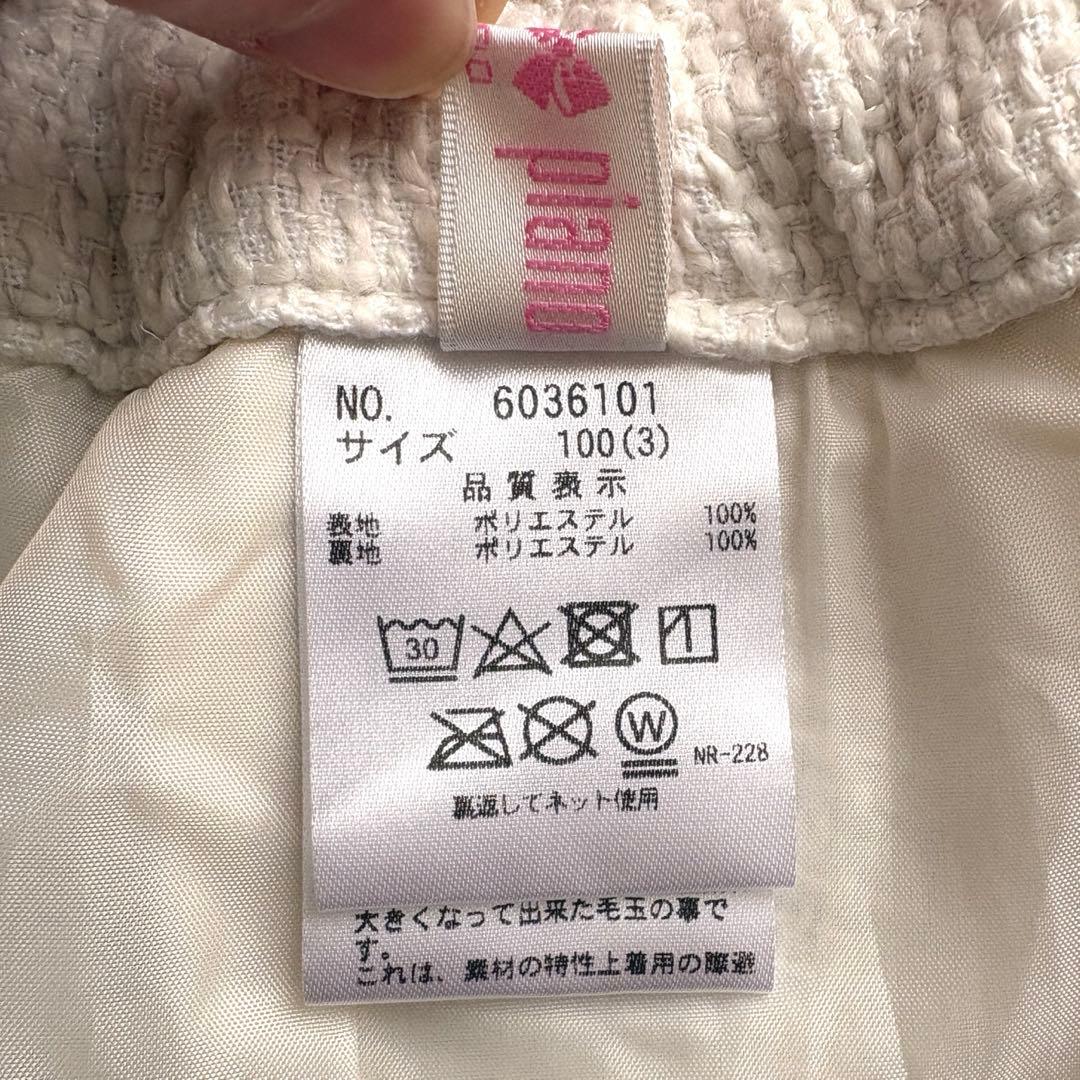 piano
NO. 6036101
サイズ 100(3)
品質表示
表地 ポリエステル 100%
裏地 ポリエステル 100%
30
W
NR-228
裏返してネット使用
大きくなって出来た毛玉の事で
す。
これは、素材の特性上着用の際避